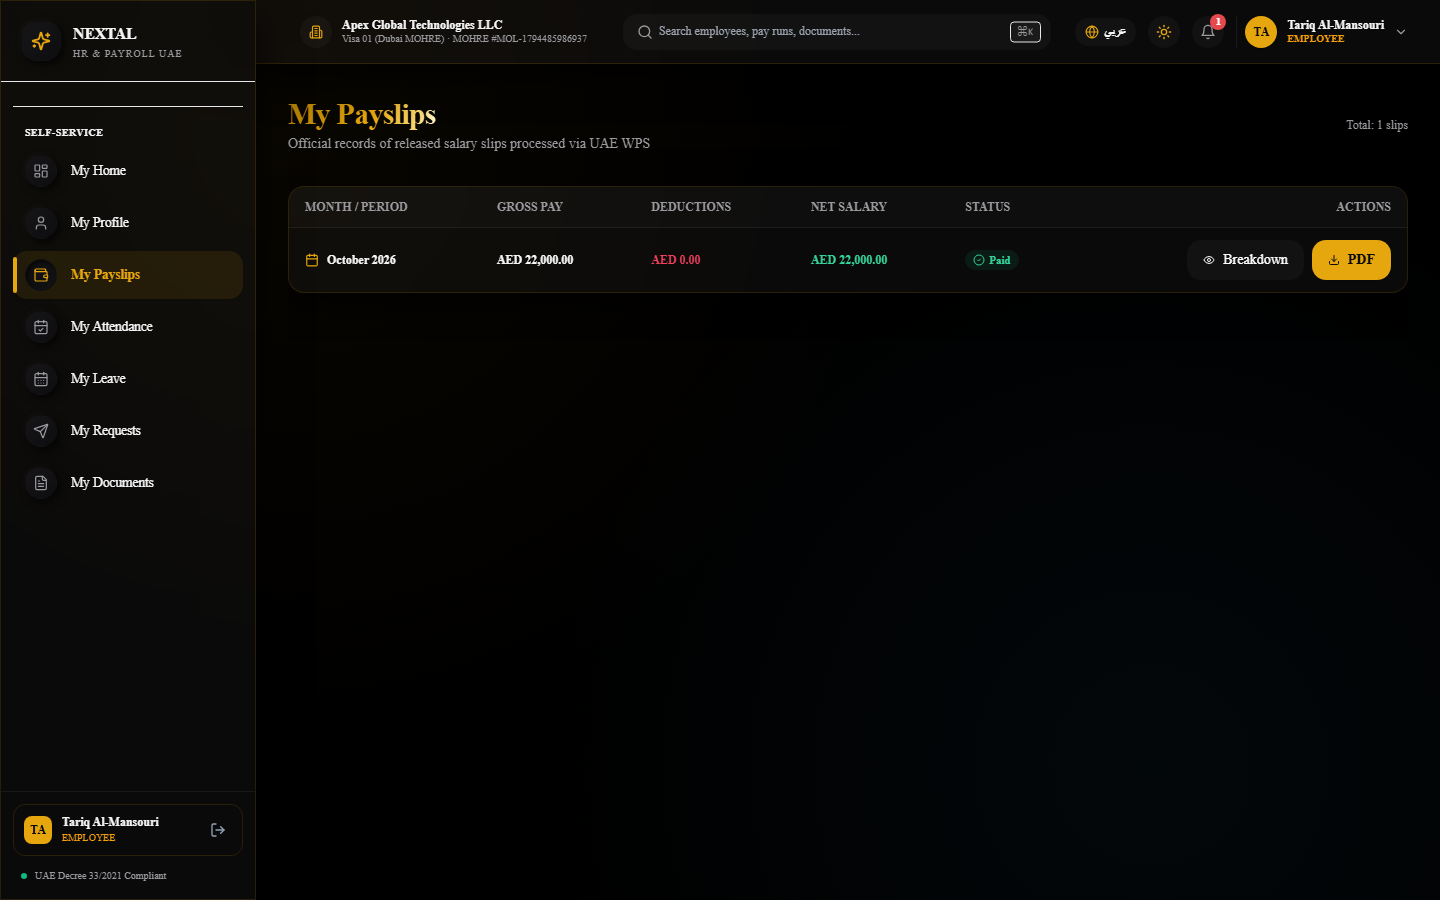 NEXTAL
HR & PAYROLL UAE
Apex Global Technologies LLC
Visa 01 (Dubai MOHRE) · MOHRE #MOL-1794485986937
Search employees, pay runs, documents...
⌘K
عربي
1
TA
Tariq Al-Mansouri
EMPLOYEE
SELF-SERVICE
My Home
My Profile
My Payslips
My Attendance
My Leave
My Requests
My Documents
My Payslips
Official records of released salary slips processed via UAE WPS
Total: 1 slips
MONTH / PERIOD GROSS PAY DEDUCTIONS NET SALARY STATUS ACTIONS
October 2026 AED 22,000.00 AED 0.00 AED 22,000.00 Paid Breakdown PDF
TA
Tariq Al-Mansouri
EMPLOYEE
UAE Decree 33/2021 Compliant